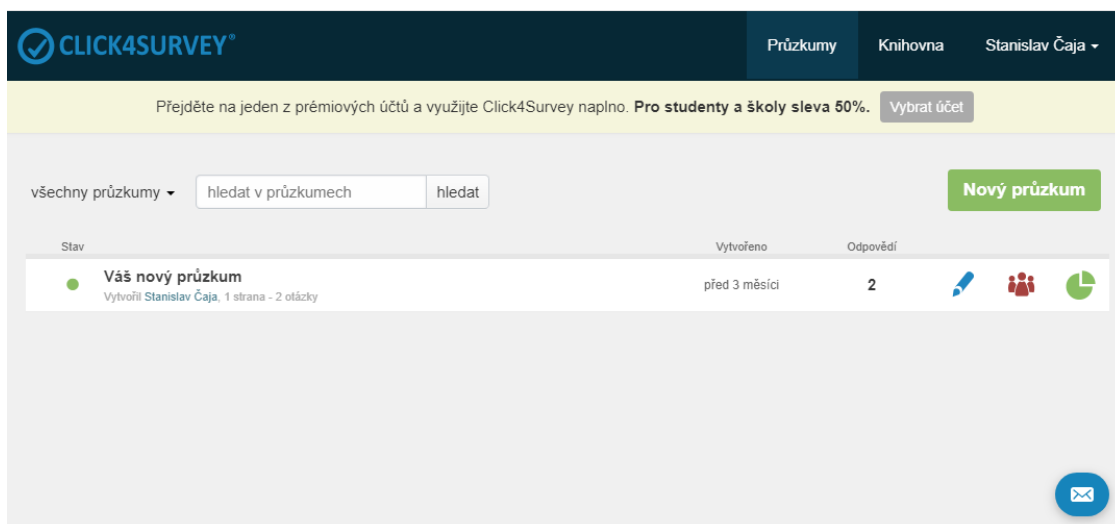 CLICK4SURVEY®
Průzkumy Knihovna Stanislav Čaja
Přejděte na jeden z prémiových účtů a využijte Click4Survey naplno. Pro studenty a školy sleva 50%. Vybrat účet
všechny průzkumy hledat v průzkumech hledat Nový průzkum
Stav Vytvořeno Odpovědí
Váš nový průzkum před 3 měsíci 2
Vytvořil Stanislav Čaja, 1 strana - 2 otázky